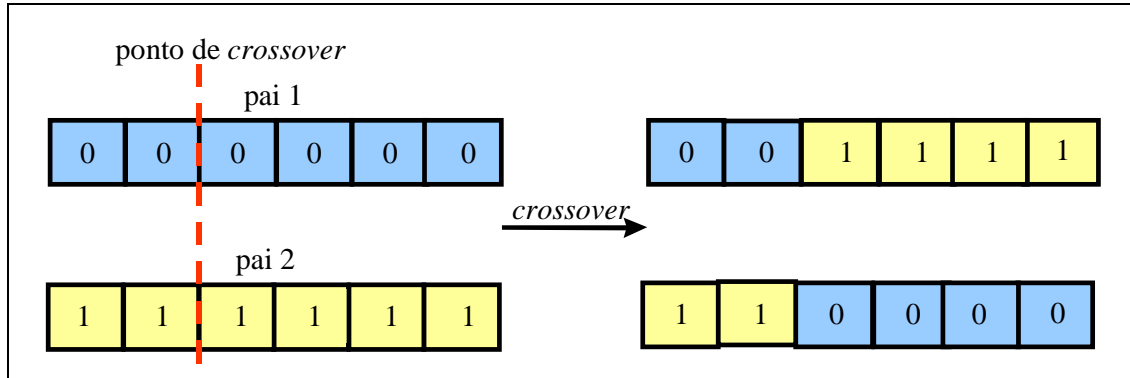 ponto de crossover
pai 1
0 0 0 0 0 0
0 0 1 1 1 1
crossover
pai 2
1 1 1 1 1 1
1 1 0 0 0 0